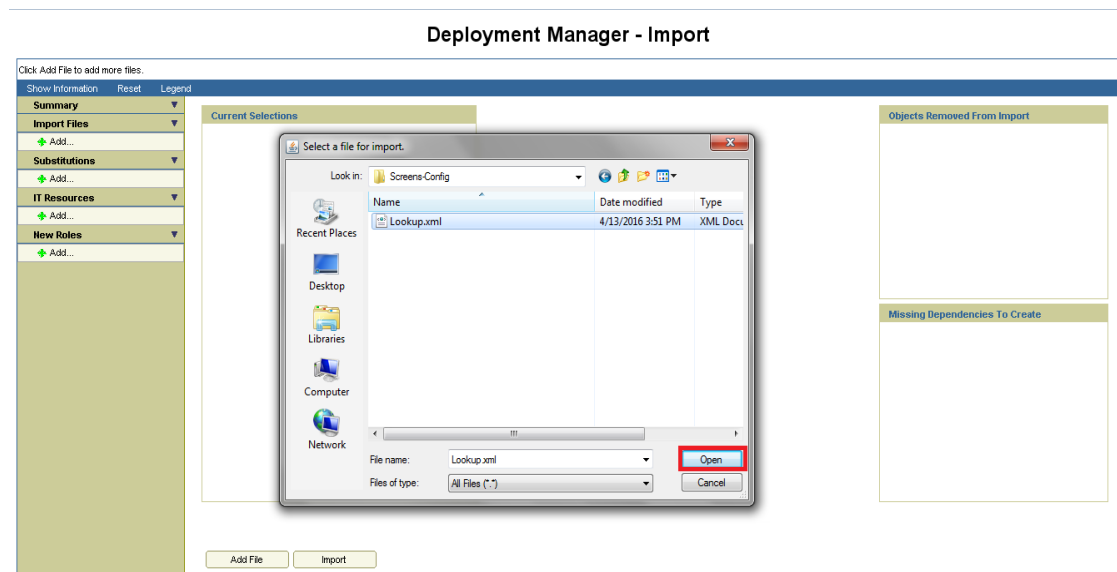 Deployment Manager - Import
Click Add File to add more files.
Show Information Reset Legend
Summary
Import Files
Add...
Substitutions
Add...
IT Resources
Add...
New Roles
Add...
Current Selections
Select a file for import.
Look in: Screens-Config
Recent Places
Desktop
Libraries
Computer
Network
Name Date modified Type
Lookup.xml 4/13/2016 3:51 PM XML Docu
File name: Lookup.xml Open
Files of type: All Files (*.*) Cancel
Objects Removed From Import
Missing Dependencies To Create
Add File Import